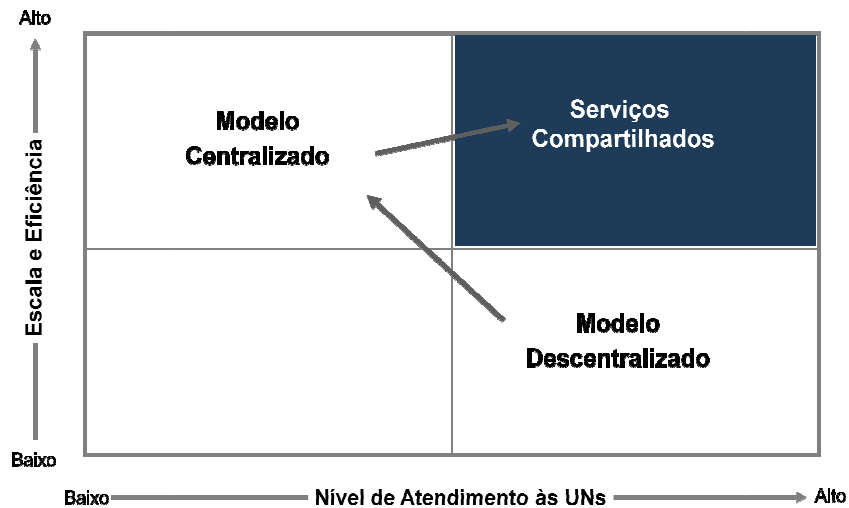 Alto
Modelo
Centralizado
Serviços
Compartilhados
Escala e Eficiência
Modelo
Descentralizado
Baixo
Baixo
Nível de Atendimento às UNs
Alto